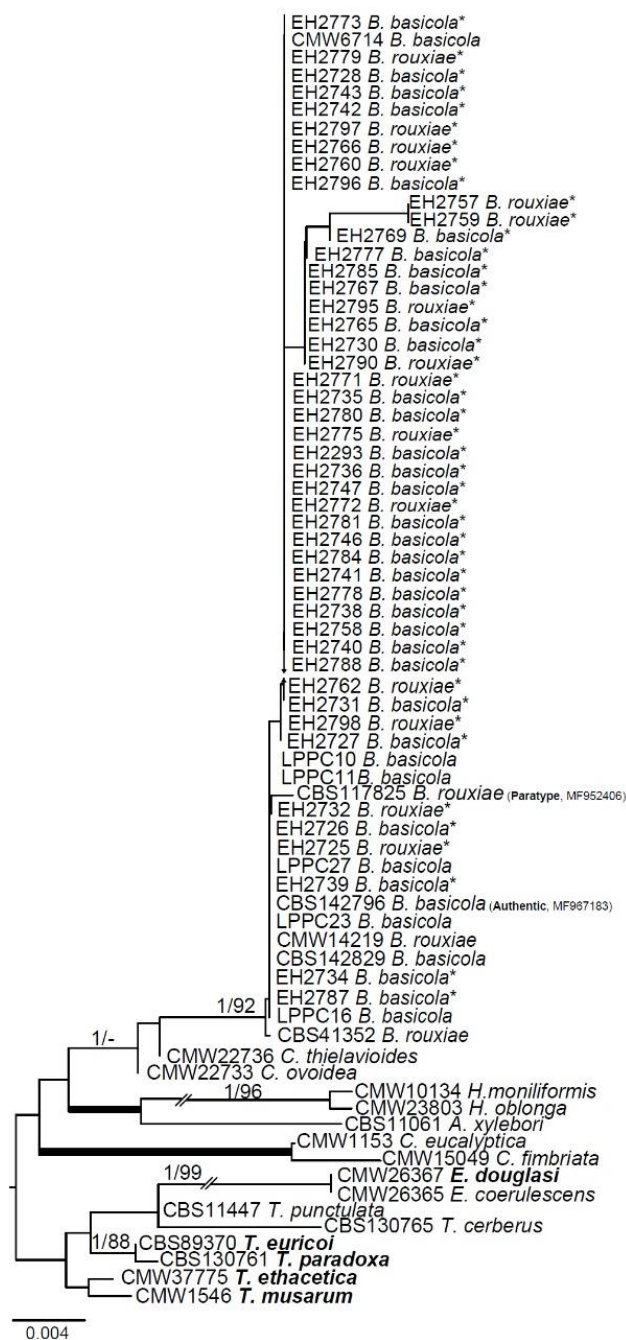 EH2773 B. basicola*
CMW6714 B. basicola
EH2779 B. rouxiae*
EH2728 B. basicola*
EH2743 B. basicola*
EH2742 B. basicola*
EH2797 B. rouxiae*
EH2766 B. rouxiae*
EH2760 B. rouxiae*
EH2796 B. basicola*
EH2757 B. rouxiae*
EH2759 B. rouxiae*
EH2769 B. basicola*
EH2777 B. basicola*
EH2785 B. basicola*
EH2767 B. basicola*
EH2795 B. rouxiae*
EH2765 B. basicola*
EH2730 B. basicola*
EH2790 B. rouxiae*
EH2771 B. rouxiae*
EH2735 B. basicola*
EH2780 B. basicola*
EH2775 B. rouxiae*
EH2293 B. basicola*
EH2736 B. basicola*
EH2747 B. basicola*
EH2772 B. rouxiae*
EH2781 B. basicola*
EH2746 B. basicola*
EH2784 B. basicola*
EH2741 B. basicola*
EH2778 B. basicola*
EH2738 B. basicola*
EH2758 B. basicola*
EH2740 B. basicola*
EH2788 B. basicola*
EH2762 B. rouxiae*
EH2731 B. basicola*
EH2798 B. rouxiae*
EH2727 B. basicola*
LPPC10 B. basicola
LPPC11B. basicola
CBS117825 B. rouxiae (Paratype, MF952406)
EH2732 B. rouxiae*
EH2726 B. basicola*
EH2725 B. rouxiae*
LPPC27 B. basicola
EH2739 B. basicola*
CBS142796 B. basicola (Authentic, MF967183)
LPPC23 B. basicola
CMW14219 B. rouxiae
CBS142829 B. basicola
EH2734 B. basicola*
EH2787 B. basicola*
1/92
LPPC16 B. basicola
CBS41352 B. rouxiae
1/-
CMW22736 C. thielavioides
CMW22733 C. ovoidea
1/96
CMW10134 H.moniliformis
CMW23803 H. oblonga
CBS11061 A. xylebori
CMW1153 C. eucalyptica
CMW15049 C. fimbriata
1/99
CMW26367 E. douglasi
CMW26365 E. coerulescens
CBS11447 T. punctulata
CBS130765 T. cerberus
1/88
CBS89370 T. euricoi
CBS130761 T. paradoxa
CMW37775 T. ethacetica
CMW1546 T. musarum
0.004